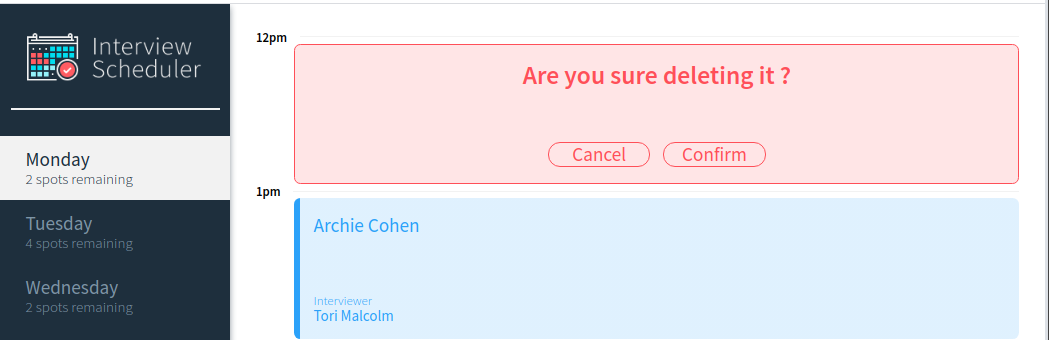 Interview
Scheduler
Monday
2 spots remaining
Tuesday
4 spots remaining
Wednesday
2 spots remaining
12pm
Are you sure deleting it ?
Cancel
Confirm
1pm
Archie Cohen
Interviewer
Tori Malcolm